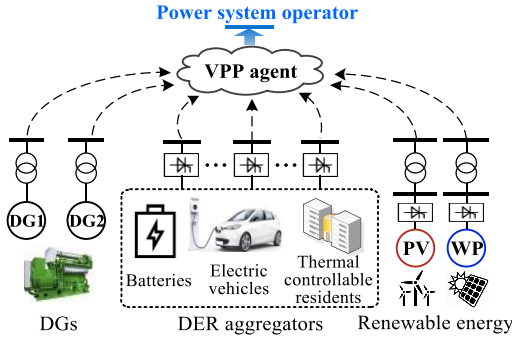 Power system operator
VPP agent
DG1
DG2
Batteries
Electric
vehicles
Thermal
controllable
residents
PV
WP
DGs
DER aggregators
Renewable energy